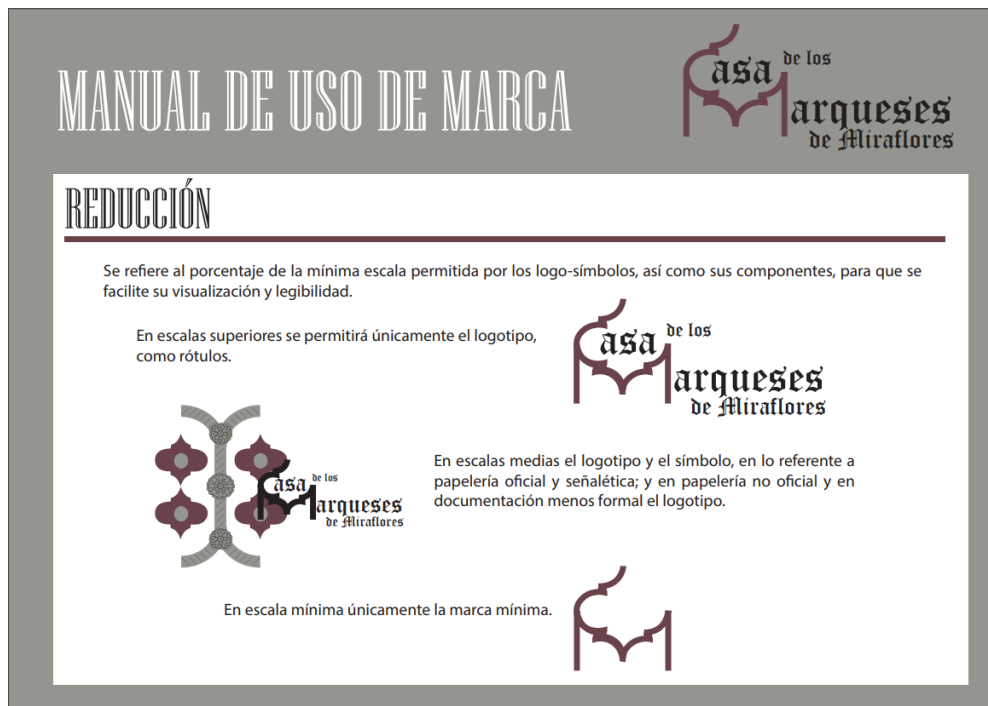 MANUAL DE USO DE MARCA
Casa de los
Marqueses
de Miraflores
REDUCCIÓN
Se refiere al porcentaje de la mínima escala permitida por los logo-símbolos, así como sus componentes, para que se
facilite su visualización y legibilidad.
En escalas superiores se permitirá únicamente el logotipo,
como rótulos.
Casa de los
Marqueses
de Miraflores
Casa de los
Marqueses
de Miraflores
En escalas medias el logotipo y el símbolo, en lo referente a
papelería oficial y señalética; y en papelería no oficial y en
documentación menos formal el logotipo.
En escala mínima únicamente la marca mínima.
CM